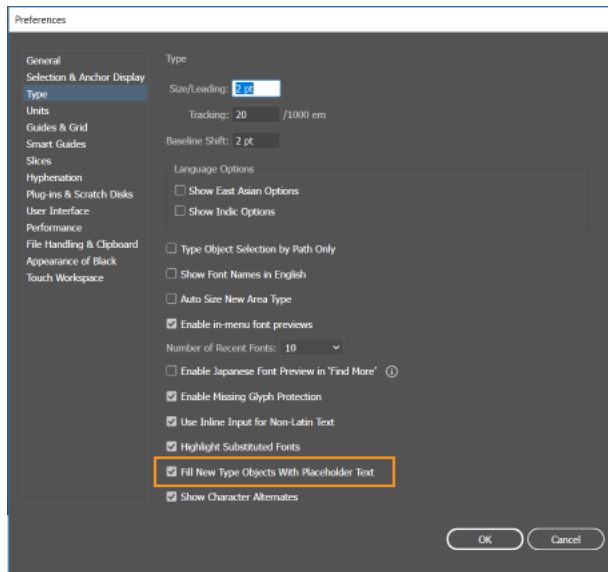 Preferences
General
Selection & Anchor Display
Type
Units
Guides & Grid
Smart Guides
Slices
Hyphenation
Plug-ins & Scratch Disks
User Interface
Performance
File Handling & Clipboard
Appearance of Black
Touch Workspace
Type
Size/Leading: 2 pt
Tracking: 20 /1000 em
Baseline Shift: 2 pt
Language Options
Show East Asian Options
Show Indic Options
Type Object Selection by Path Only
Show Font Names in English
Auto Size New Area Type
Enable in-menu font previews
Number of Recent Fonts: 10
Enable Japanese Font Preview in 'Find More'
Enable Missing Glyph Protection
Use Inline Input for Non-Latin Text
Highlight Substituted Fonts
Fill New Type Objects With Placeholder Text
Show Character Alternates
OK Cancel